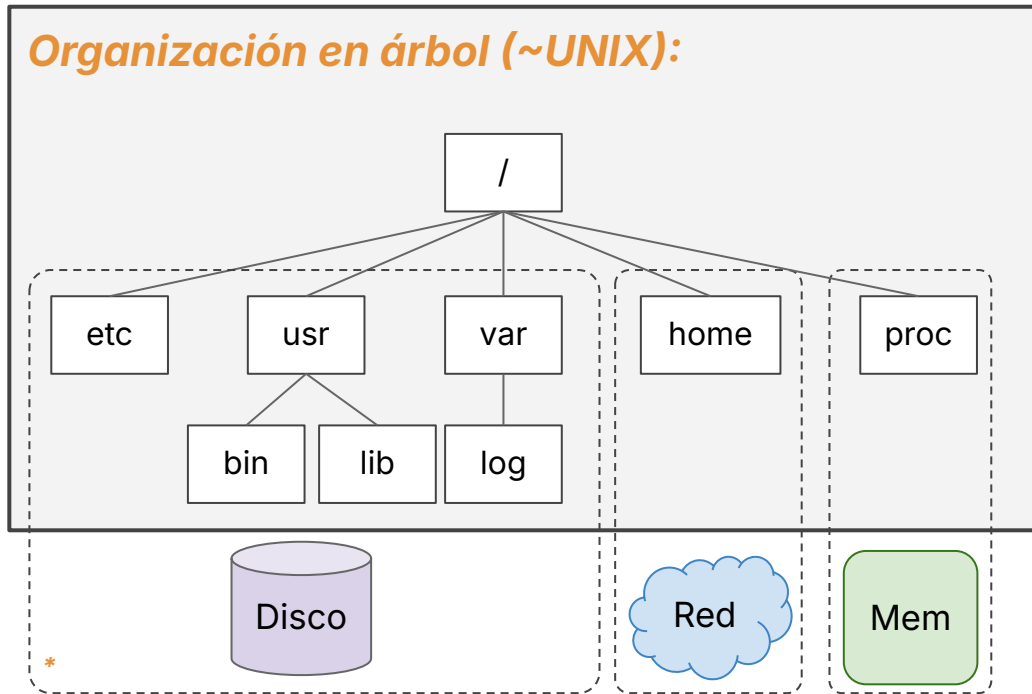 Organización en árbol (~UNIX):
/
etc
usr
var
home
proc
bin
lib
log
Disco
Red
Mem
*